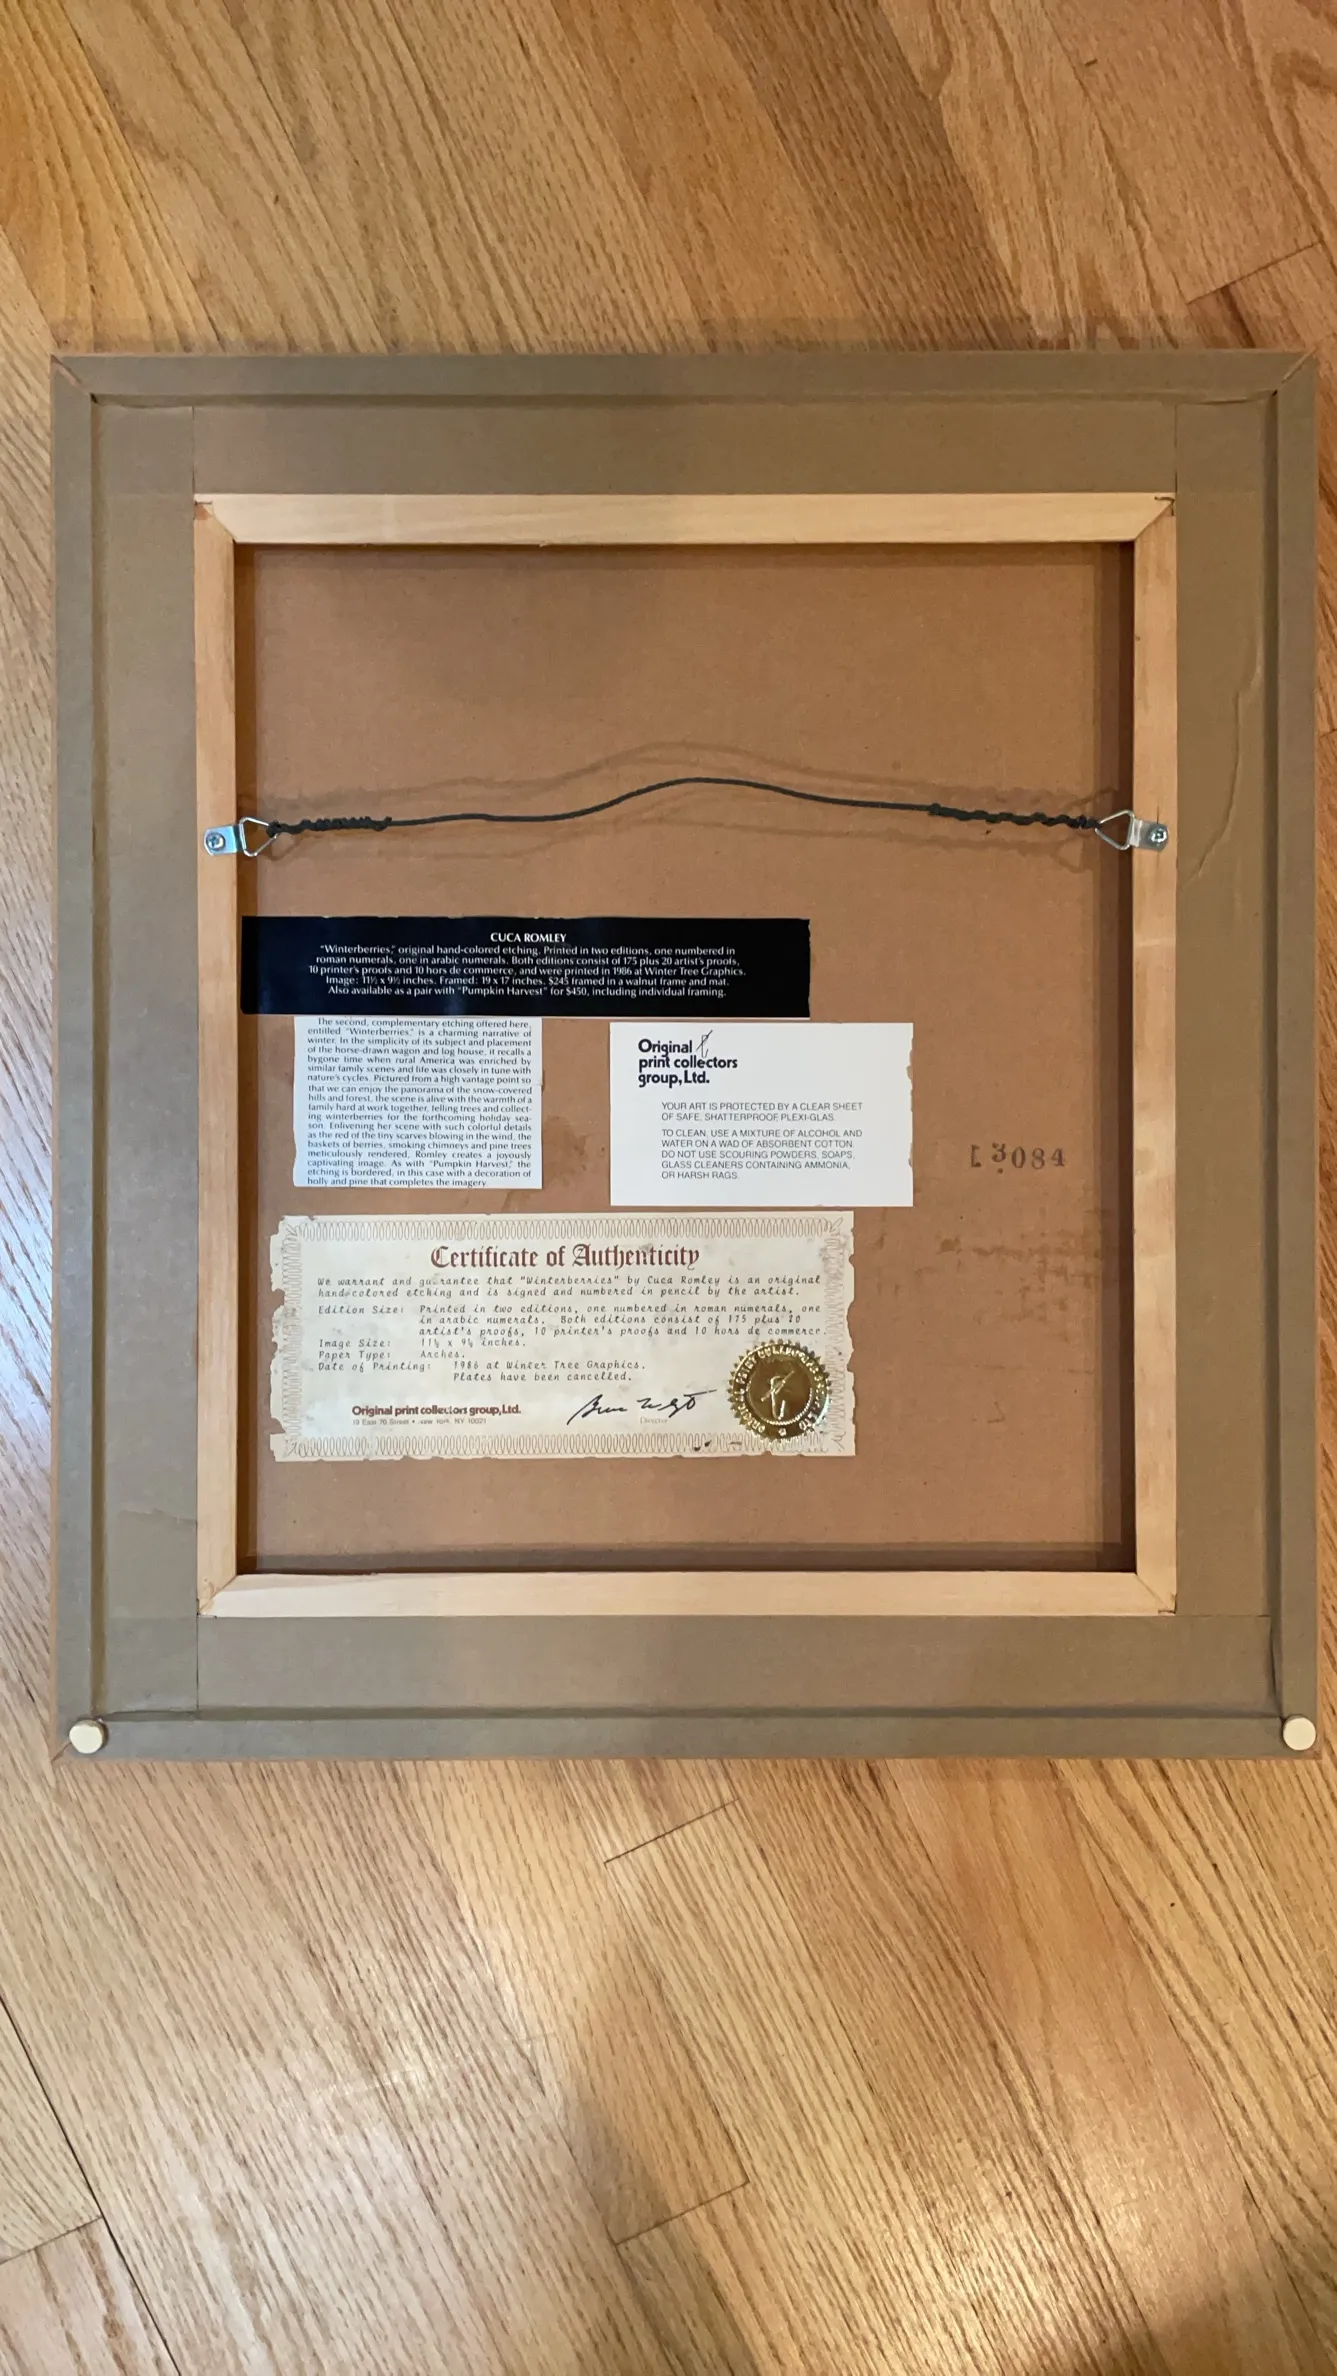 CUCA ROMLEY
"Winterberries," original hand-colored etching. Printed in two editions, one numbered in
roman numerals, one in arabic numerals. Both editions consist of 175 plus 20 artist's proofs,
10 printer's proofs and 10 hors de commerce, and were printed in 1986 at Winter Tree Graphics.
Image: 11½ x 9½ inches. Framed: 19 x 17 inches. $245 framed in a walnut frame and mat.
Also available as a pair with "Pumpkin Harvest" for $450, including individual framing.
The second, complementary etching offered here,
entitled "Winterberries," is a charming narrative of
winter. In the simplicity of its subject and placement
of the horse-drawn wagon and log house, it recalls a
bygone time when rural America was enriched by
similar family scenes and life was closely in tune with
nature's cycles. Pictured from a high vantage point so
that we can enjoy the panorama of the snow-covered
hills and forest, the scene is alive with the warmth of a
family hard at work together, felling trees and collect-
ing winterberries for the forthcoming holiday sea-
son. Enlivening her scene with such colorful details
as the red of the tiny scarves blowing in the wind, the
baskets of berries, smoking chimneys and pine trees
meticulously rendered, Romley creates a joyously
captivating image. As with "Pumpkin Harvest," the
etching is bordered, in this case with a decoration of
holly and pine that completes the imagery.
Original
print collectors
group, Ltd.
YOUR ART IS PROTECTED BY A CLEAR SHEET
OF SAFE, SHATTERPROOF, PLEXI-GLAS.
TO CLEAN, USE A MIXTURE OF ALCOHOL AND
WATER ON A WAD OF ABSORBENT COTTON.
DO NOT USE SCOURING POWDERS, SOAPS,
GLASS CLEANERS CONTAINING AMMONIA,
OR HARSH RAGS.
3084
Certificate of Authenticity
We warrant and guarantee that "Winterberries" by Cuca Romley is an original
hand-colored etching and is signed and numbered in pencil by the artist.
Edition Size: Printed in two editions, one numbered in roman numerals, one
in arabic numerals. Both editions consist of 175 plus 20
artist's proofs, 10 printer's proofs and 10 hors de commerce.
Image Size: 11½ x 9½ inches.
Paper Type: Arches.
Date of Printing: 1986 at Winter Tree Graphics.
Plates have been cancelled.
Original print collectors group, Ltd.
19 East 70 Street • New York, NY 10021
Director